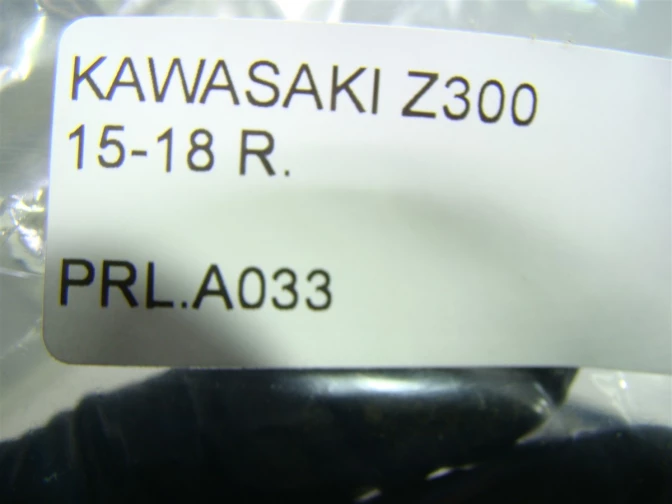 KAWASAKI Z300
15-18 R.
PRL.A033